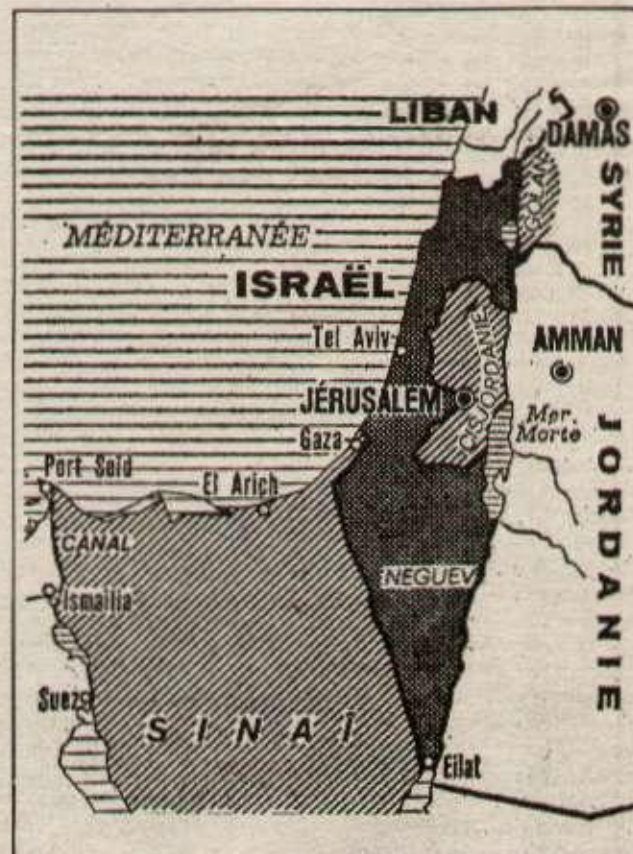 LIBAN
DAMAS
SYRIE
GOLAN
MÉDITERRANÉE
ISRAËL
Tel Aviv
CISJORDANIE
AMMAN
JÉRUSALEM
Mer
Morte
Gaza
JORDANIE
Port Said
El Arich
CANAL
NEGUEV
Ismaïlia
Suez
SINAÏ
Eilat